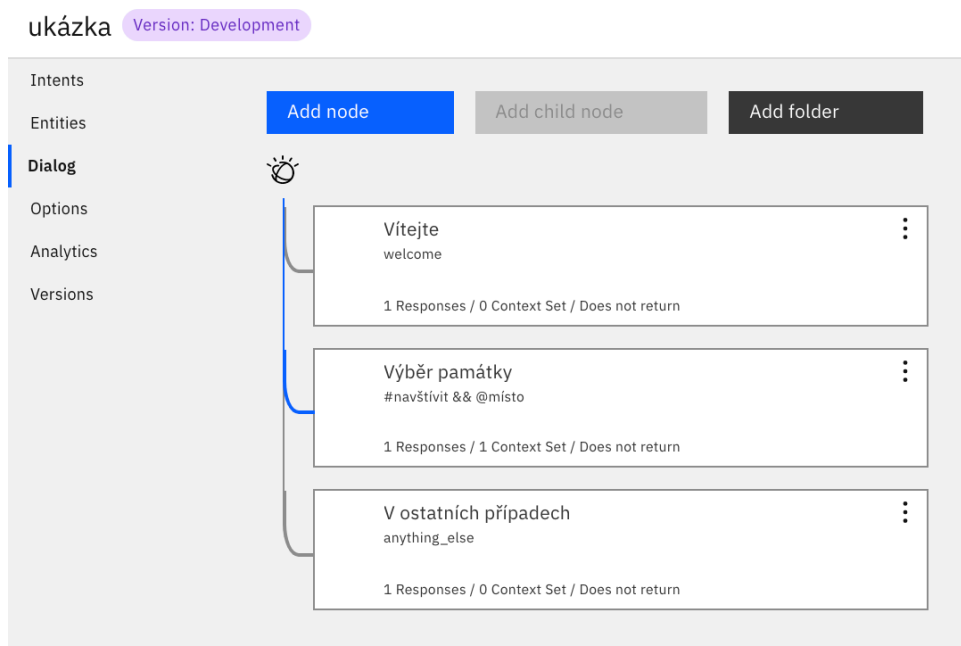 ukázka Version: Development
Intents
Entities
Dialog
Options
Analytics
Versions
Add node Add child node Add folder
Vítejte
welcome
1 Responses / 0 Context Set / Does not return
Výběr památky
#navštívit && @místo
1 Responses / 1 Context Set / Does not return
V ostatních případech
anything_else
1 Responses / 0 Context Set / Does not return